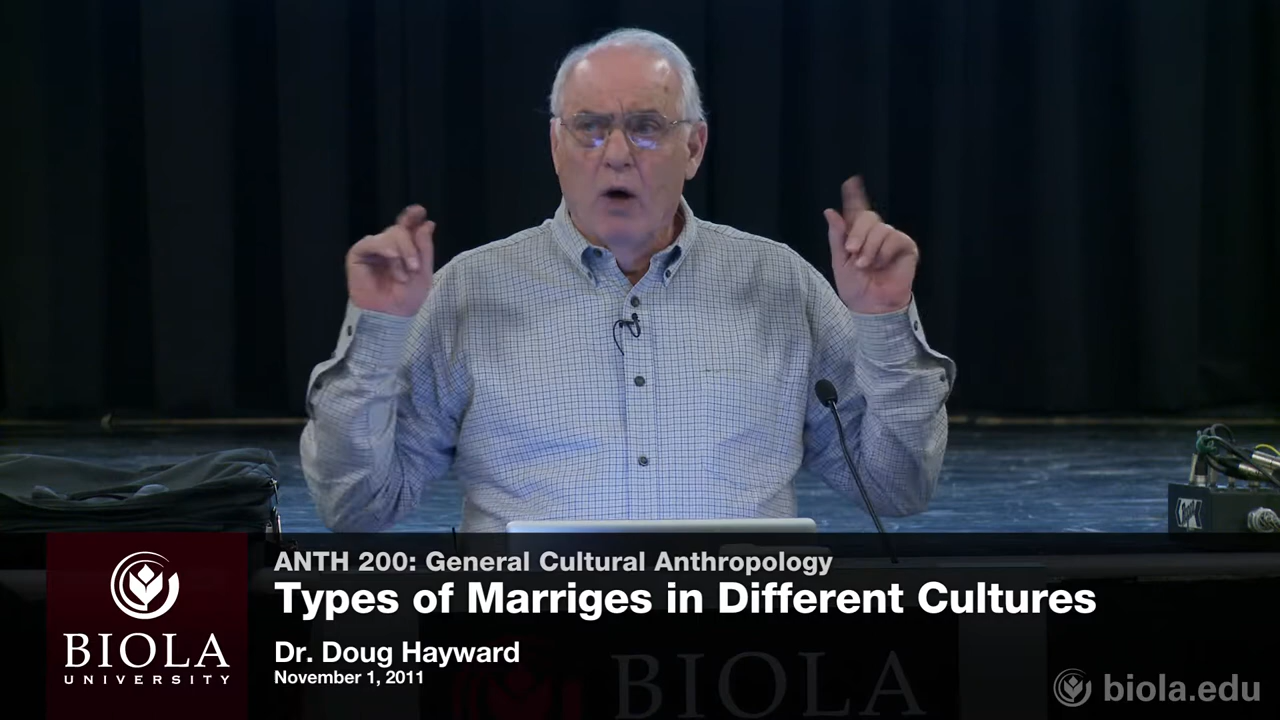 ANTH 200: General Cultural Anthropology
Types of Marriges in Different Cultures
BIOLA
UNIVERSITY
Dr. Doug Hayward
November 1, 2011
BIOLA
biola.edu